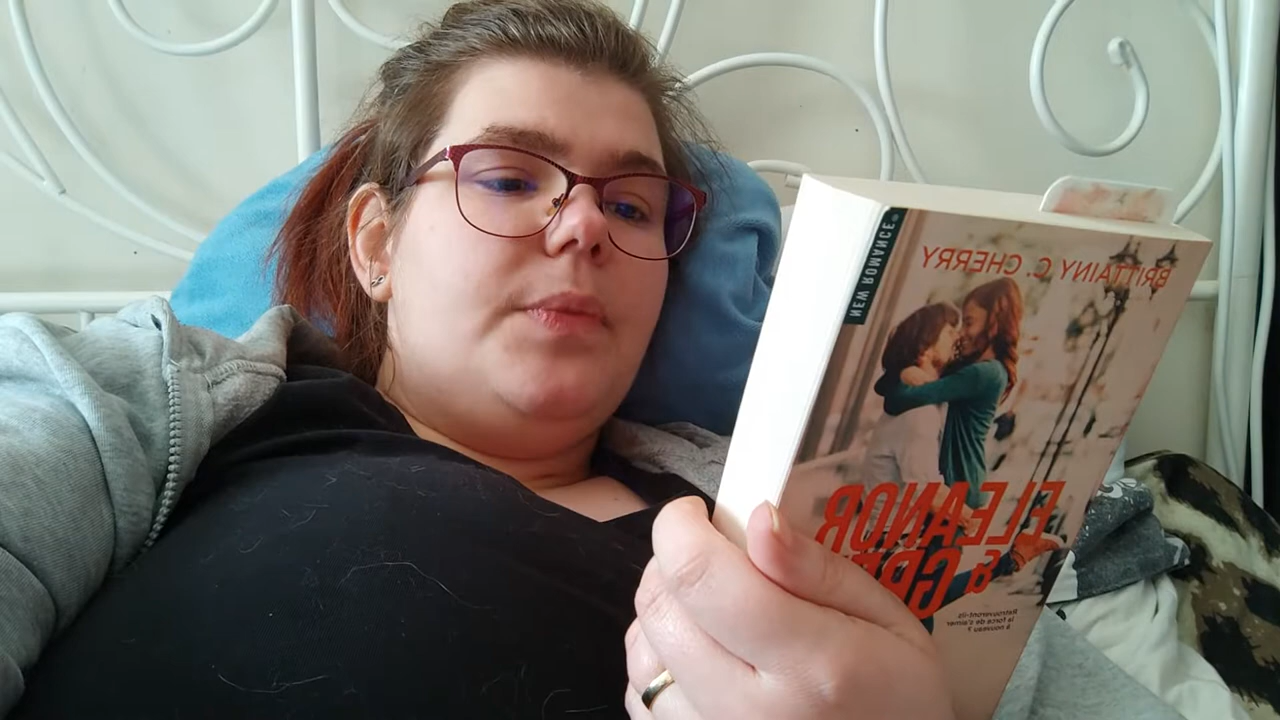 NEW ROMANCE®
BRITTAINY C. CHERRY
ELEANOR
&
Retrouveront-ils
la force de s'aimer
à nouveau ?